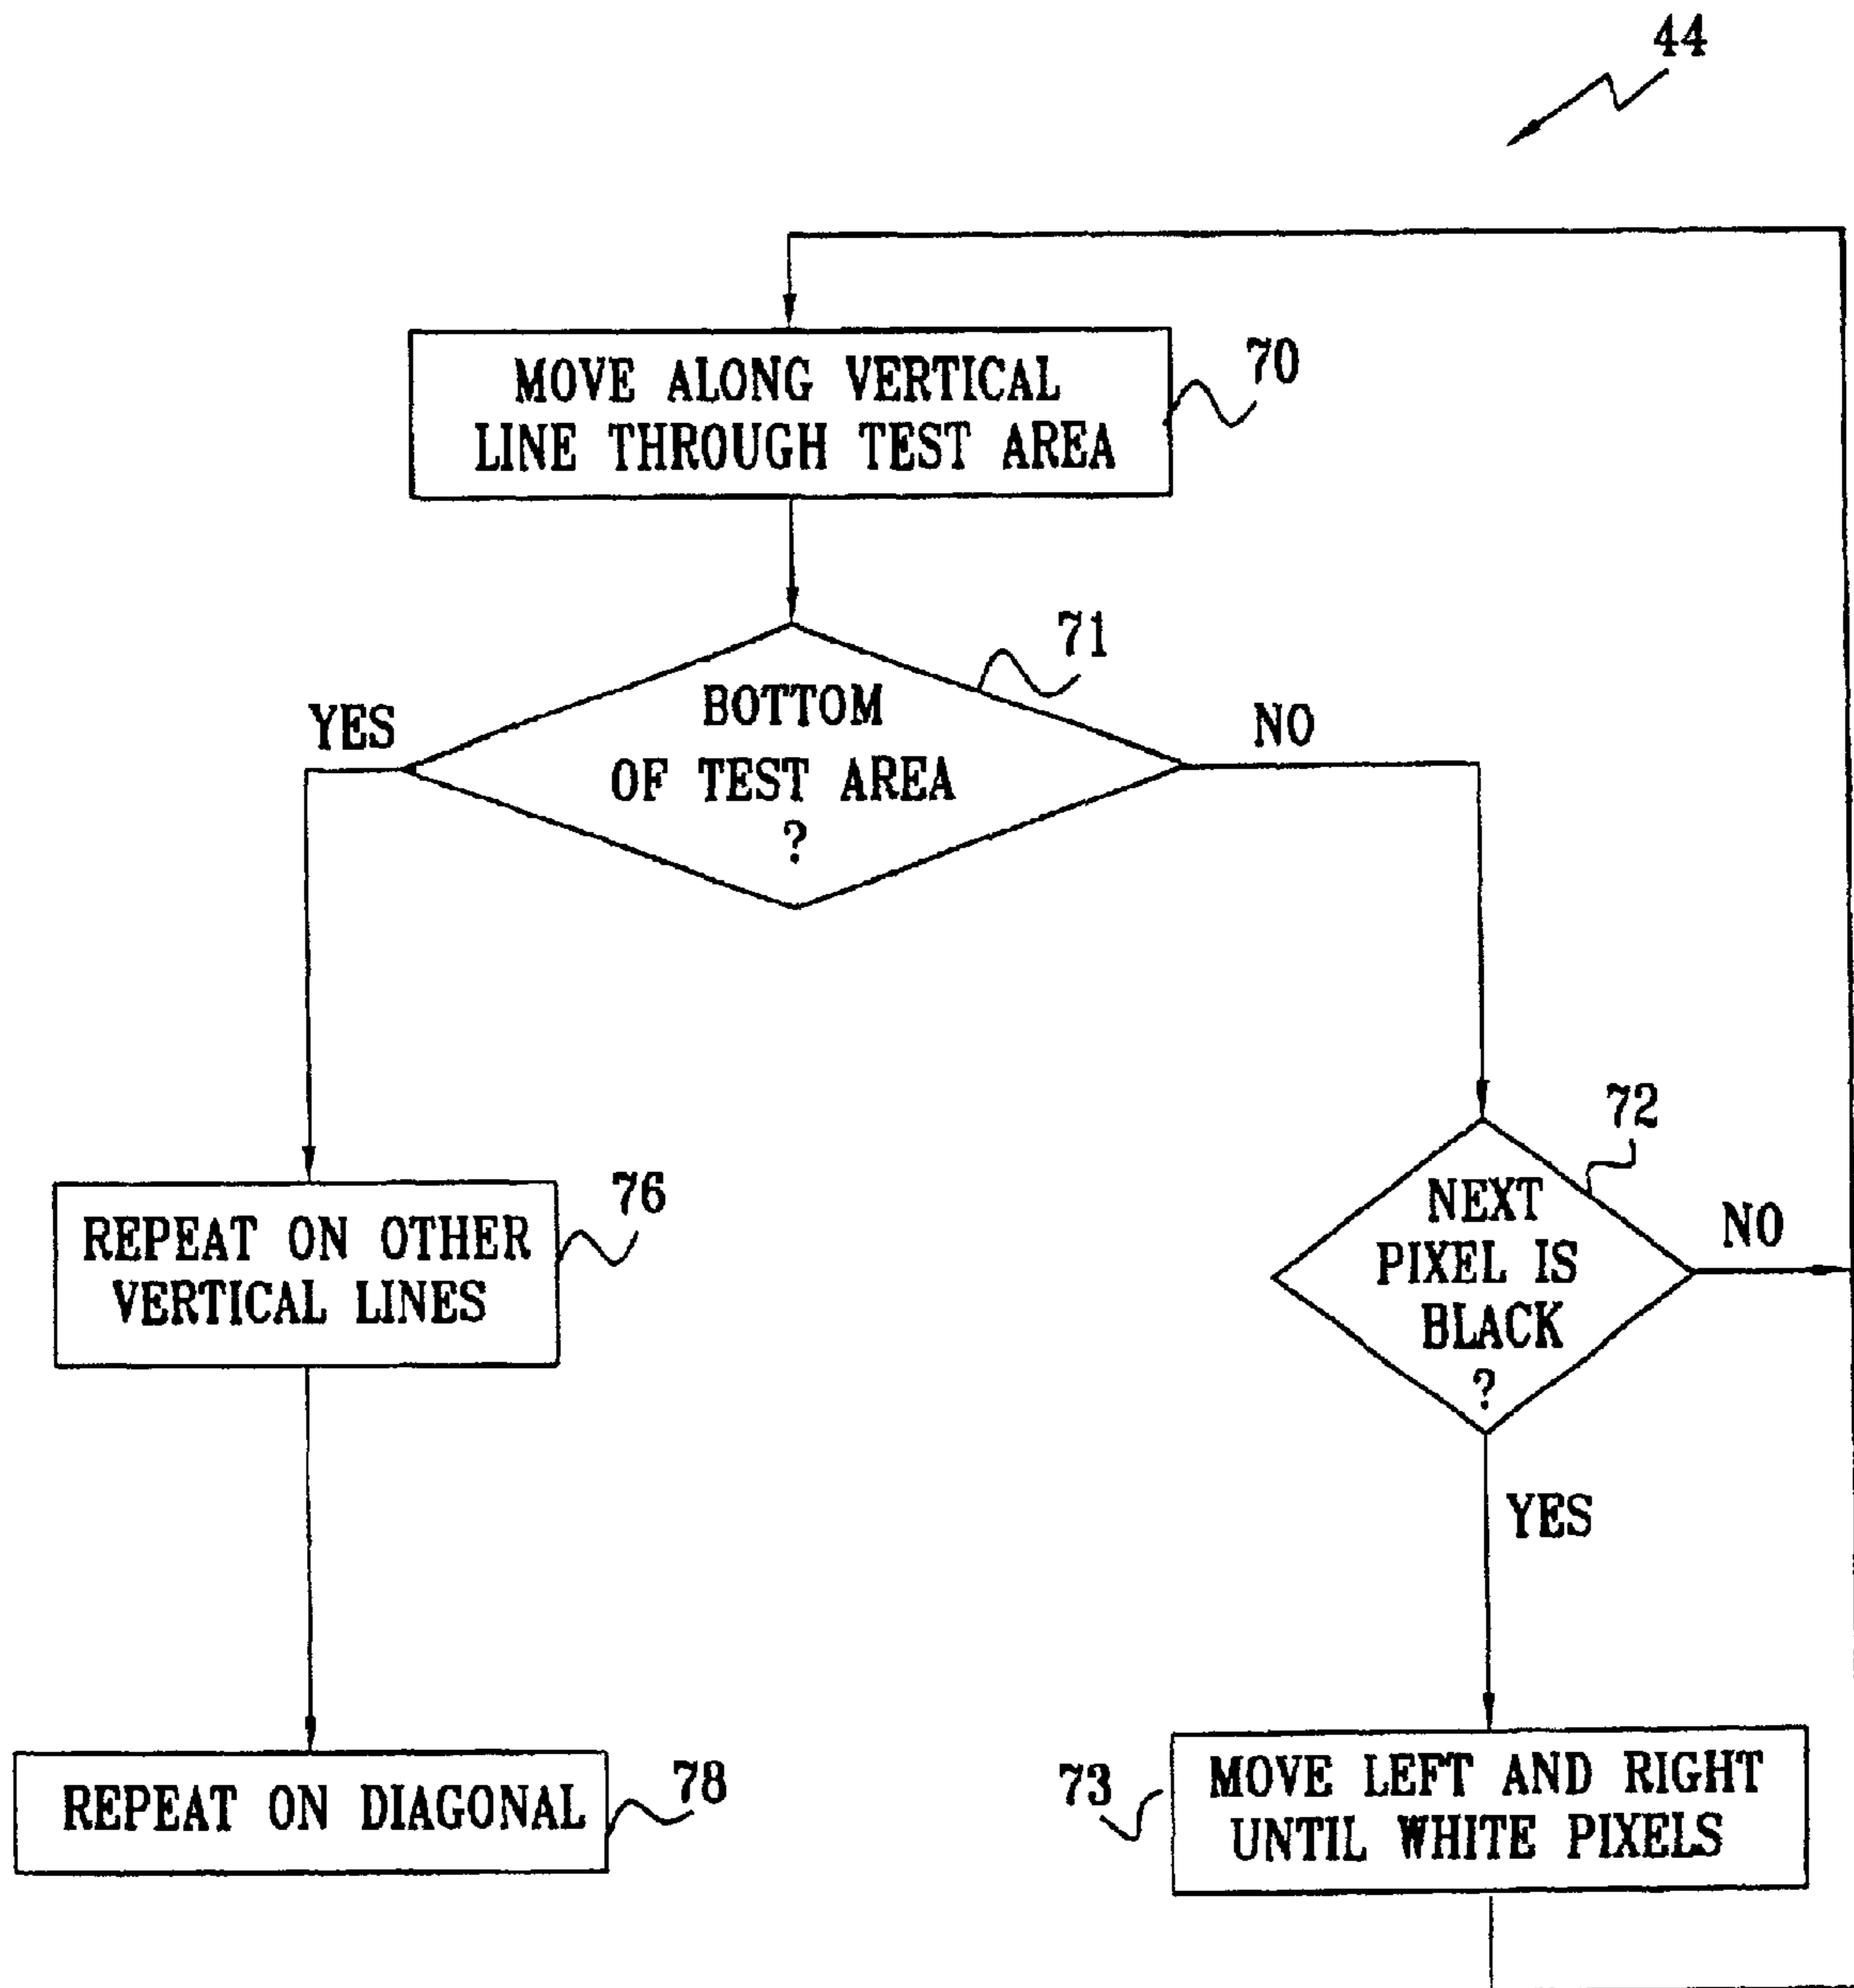 44
MOVE ALONG VERTICAL
LINE THROUGH TEST AREA
70
71
BOTTOM
OF TEST AREA
?
YES
NO
72
NEXT
PIXEL IS
BLACK
?
NO
YES
76
REPEAT ON OTHER
VERTICAL LINES
78
REPEAT ON DIAGONAL
73
MOVE LEFT AND RIGHT
UNTIL WHITE PIXELS